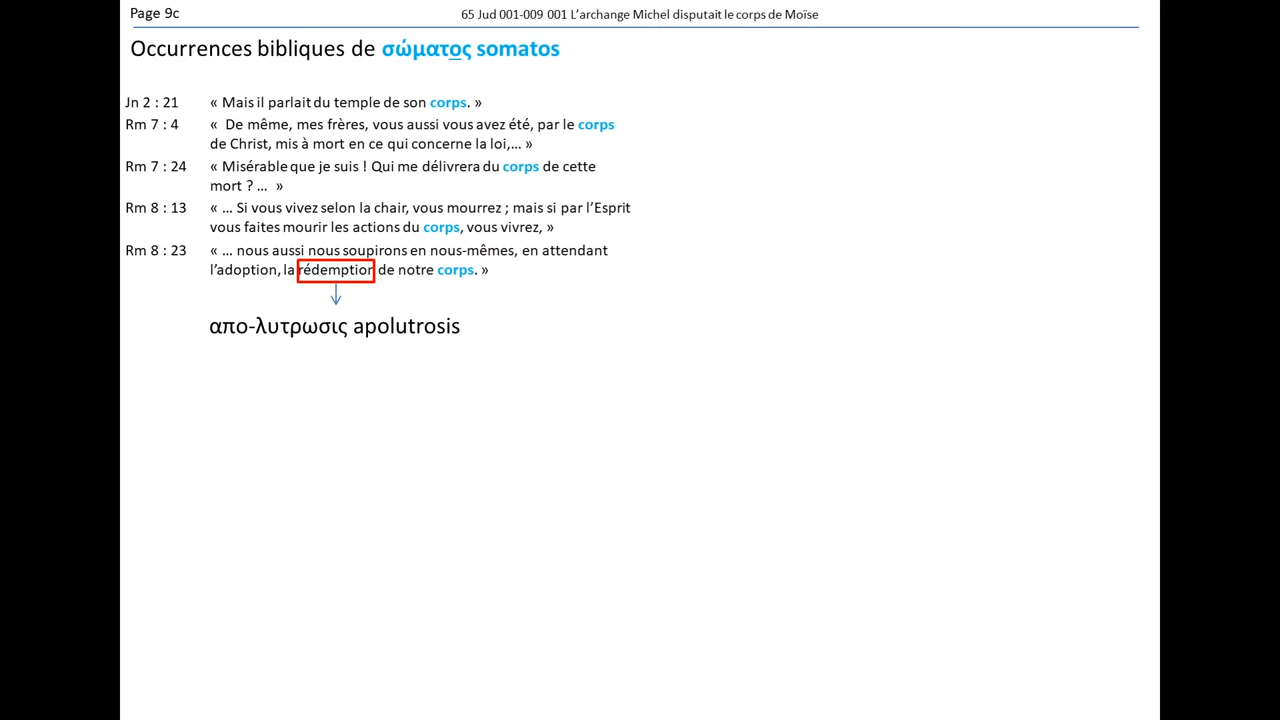 Page 9c
65 Jud 001-009 001 L’archange Michel disputait le corps de Moïse
Occurrences bibliques de σώματος somatos
Jn 2 : 21 « Mais il parlait du temple de son corps. »
Rm 7 : 4 « De même, mes frères, vous aussi vous avez été, par le corps
de Christ, mis à mort en ce qui concerne la loi,... »
Rm 7 : 24 « Misérable que je suis ! Qui me délivrera du corps de cette
mort ? ... »
Rm 8 : 13 « ... Si vous vivez selon la chair, vous mourrez ; mais si par l’Esprit
vous faites mourir les actions du corps, vous vivrez, »
Rm 8 : 23 « ... nous aussi nous soupirons en nous-mêmes, en attendant
l’adoption, la rédemption de notre corps. »
απο-λυτρωσις apolutrosis